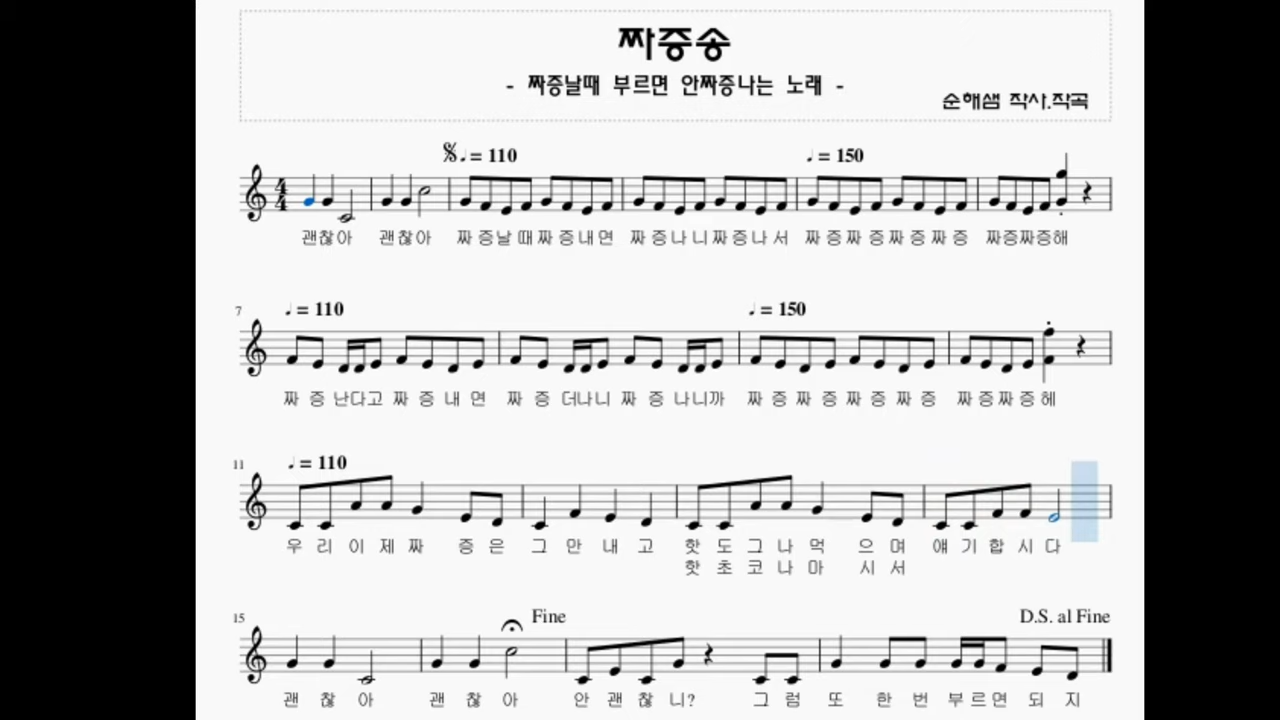 짜증송
- 짜증날때 부르면 안짜증나는 노래 -
순해샘 작사.작곡
♩= 110 ♩= 150
4/4
괜찮아 괜찮아 짜증날때짜증내면 짜증나니짜증나서 짜증짜증짜증짜증 짜증짜증해
♩= 110 ♩= 150
7
짜증난다고 짜증내면 짜증더나니 짜증나니까 짜증짜증짜증짜증 짜증짜증헤
♩= 110
11
우리이제짜증은 그만내고 핫도그나먹으며 얘기합시다
핫초코나마시서
Fine D.S. al Fine
15
괜찮아 괜찮아 안괜찮니? 그럼 또한번부르면되지